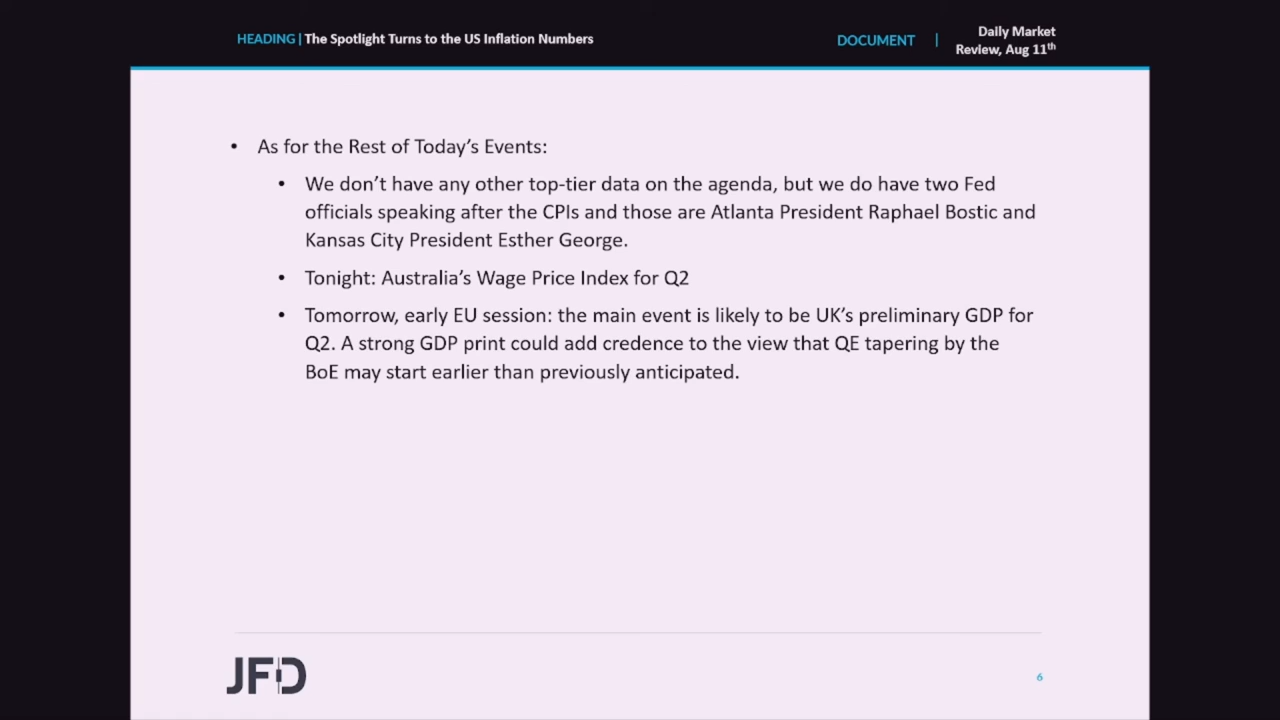 HEADING | The Spotlight Turns to the US Inflation Numbers
DOCUMENT | Daily Market
Review, Aug 11th
• As for the Rest of Today's Events:
• We don't have any other top-tier data on the agenda, but we do have two Fed
officials speaking after the CPIs and those are Atlanta President Raphael Bostic and
Kansas City President Esther George.
• Tonight: Australia's Wage Price Index for Q2
• Tomorrow, early EU session: the main event is likely to be UK's preliminary GDP for
Q2. A strong GDP print could add credence to the view that QE tapering by the
BoE may start earlier than previously anticipated.
JFD
6